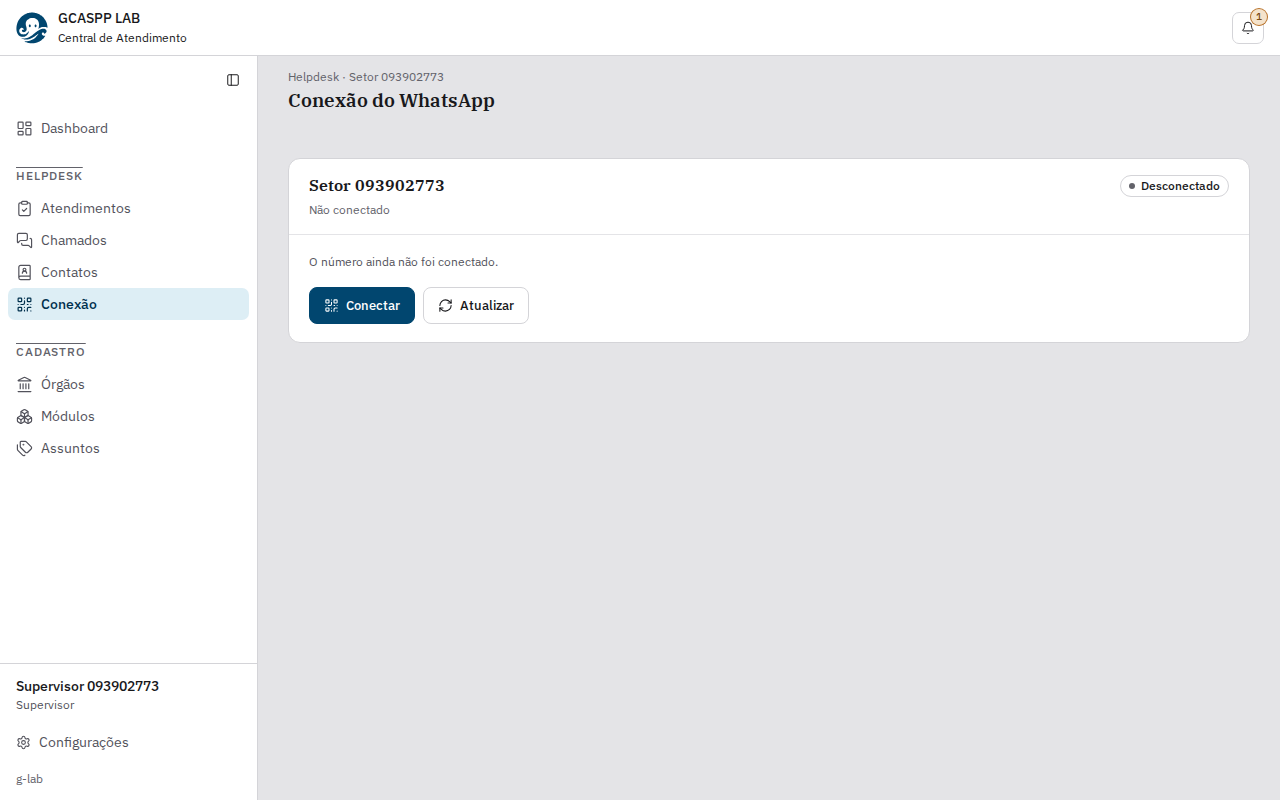 GCASPP LAB
Central de Atendimento
1
Dashboard
HELPDESK
Atendimentos
Chamados
Contatos
Conexão
CADASTRO
Órgãos
Módulos
Assuntos
Supervisor 093902773
Supervisor
Configurações
g-lab
Helpdesk · Setor 093902773
Conexão do WhatsApp
Setor 093902773
Desconectado
Não conectado
O número ainda não foi conectado.
Conectar
Atualizar